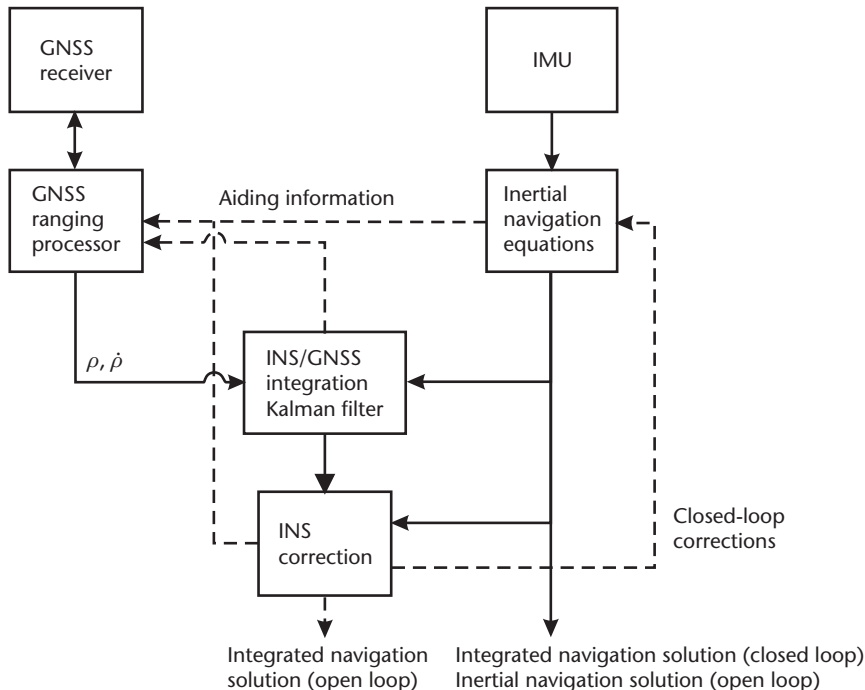 GNSS
receiver
IMU
GNSS
ranging
processor
Aiding information
Inertial
navigation
equations
ρ, ρ̇
INS/GNSS
integration
Kalman filter
INS
correction
Closed-loop
corrections
Integrated navigation
solution (open loop)
Integrated navigation solution (closed loop)
Inertial navigation solution (open loop)